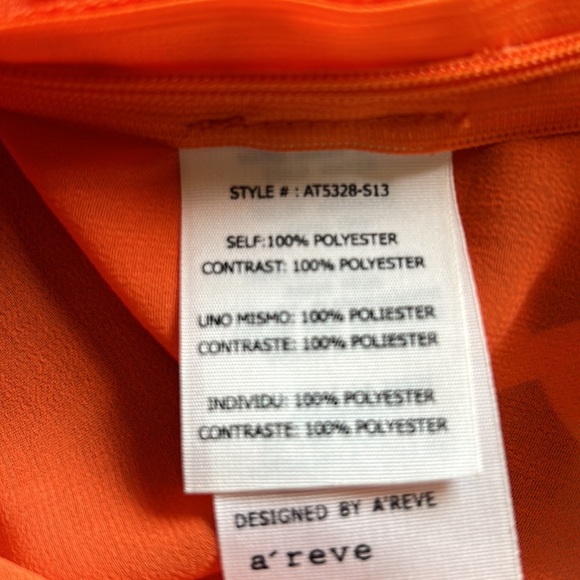 STYLE # : AT5328-S13
SELF:100% POLYESTER
CONTRAST: 100% POLYESTER
UNO MISMO: 100% POLIESTER
CONTRASTE: 100% POLIESTER
INDIVIDU: 100% POLYESTER
CONTRASTE: 100% POLYESTER
DESIGNED BY A'REVE
a´reve